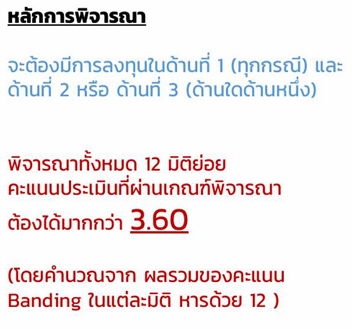 หลักการพิจารณา
จะต้องมีการลงทุนในด้านที่ 1 (ทุกกรณี) และ
ด้านที่ 2 หรือ ด้านที่ 3 (ด้านใดด้านหนึ่ง)
พิจารณาทั้งหมด 12 มิติย่อย
คะแนนประเมินที่ผ่านเกณฑ์พิจารณา
ต้องได้มากกว่า 3.60
(โดยคำนวณจาก ผลรวมของคะแนน
Banding ในแต่ละมิติ หารด้วย 12 )